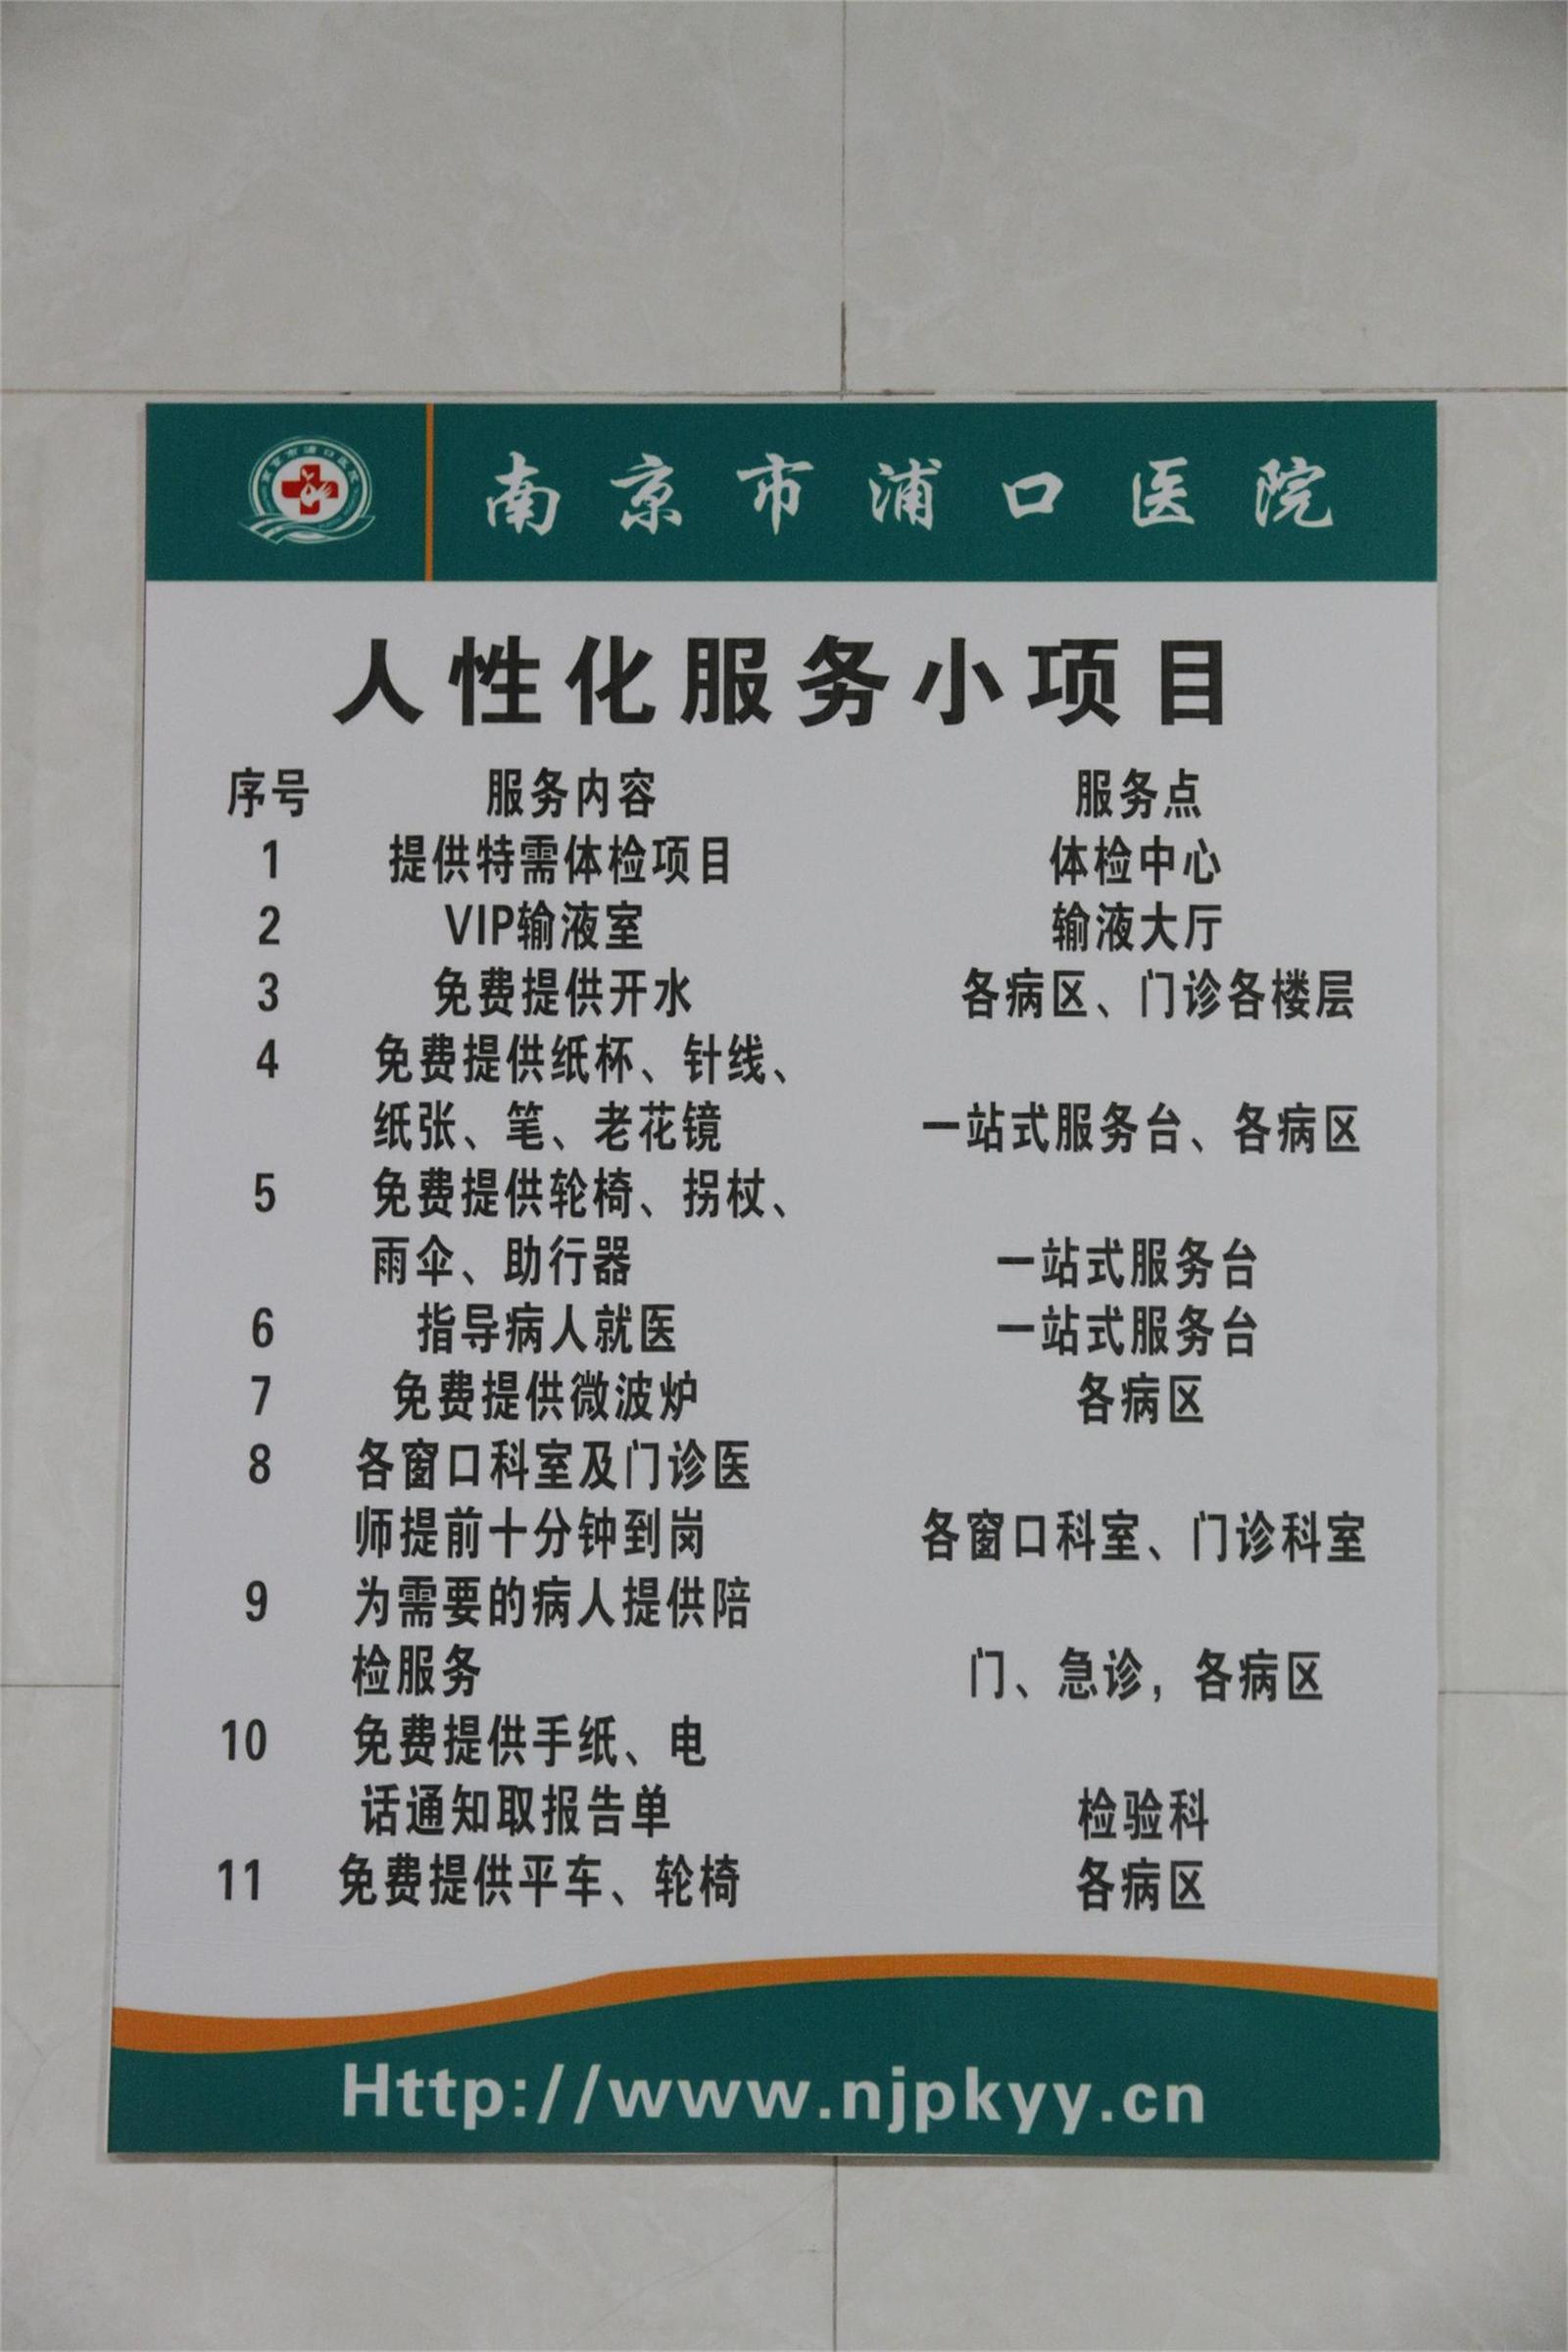 南京市浦口医院
人性化服务小项目
序号 服务内容 服务点
1 提供特需体检项目 体检中心
2 VIP输液室 输液大厅
3 免费提供开水 各病区、门诊各楼层
4 免费提供纸杯、针线、
纸张、笔、老花镜 一站式服务台、各病区
5 免费提供轮椅、拐杖、
雨伞、助行器 一站式服务台
6 指导病人就医 一站式服务台
7 免费提供微波炉 各病区
8 各窗口科室及门诊医
师提前十分钟到岗 各窗口科室、门诊科室
9 为需要的病人提供陪
检服务 门、急诊，各病区
10 免费提供手纸、电
话通知取报告单 检验科
11 免费提供平车、轮椅 各病区
Http://www.njpkyy.cn